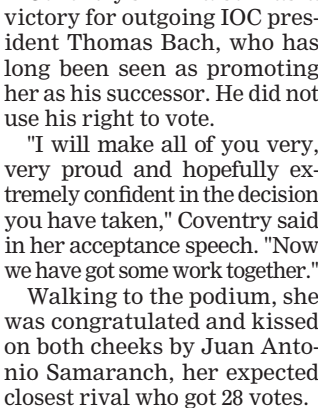 victory for outgoing IOC pres-
ident Thomas Bach, who has
long been seen as promoting
her as his successor. He did not
use his right to vote.
"I will make all of you very,
very proud and hopefully ex-
tremely confident in the decision
you have taken," Coventry said
in her acceptance speech. "Now
we have got some work together."
Walking to the podium, she
was congratulated and kissed
on both cheeks by Juan Anto-
nio Samaranch, her expected
closest rival who got 28 votes.